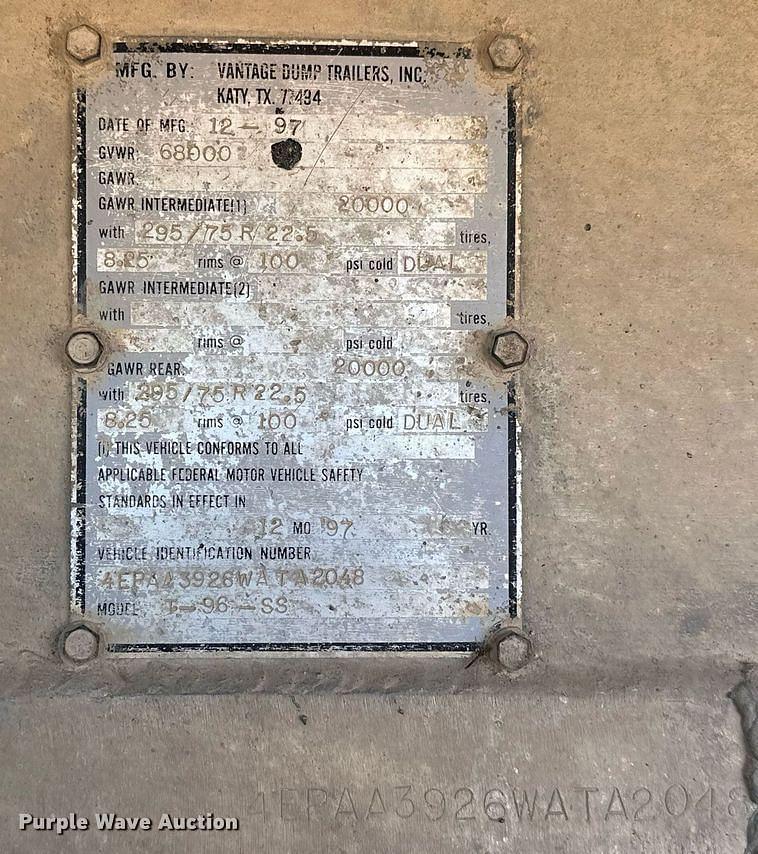 MFG. BY: VANTAGE DUMP TRAILERS, INC.
KATY, TX. 77494
DATE OF MFG. 12 - 97
GVWR 68000
GAWR
GAWR INTERMEDIATE(1) 20000
with 295/75 R 22.5 tires,
8.25 rims @ 100 psi cold DUAL
GAWR INTERMEDIATE(2)
with tires,
rims @ psi cold
GAWR REAR. 20000
with 295/75 R 22.5 tires,
8.25 rims @ 100 psi cold DUAL
(i) THIS VEHICLE CONFORMS TO ALL
APPLICABLE FEDERAL MOTOR VEHICLE SAFETY
STANDARDS IN EFFECT IN
12 MO '97 YR.
VEHICLE IDENTIFICATION NUMBER
4EPAA3926WATA2048
MODEL T-96-SS
4EPAA3926WATA2048
Purple Wave Auction